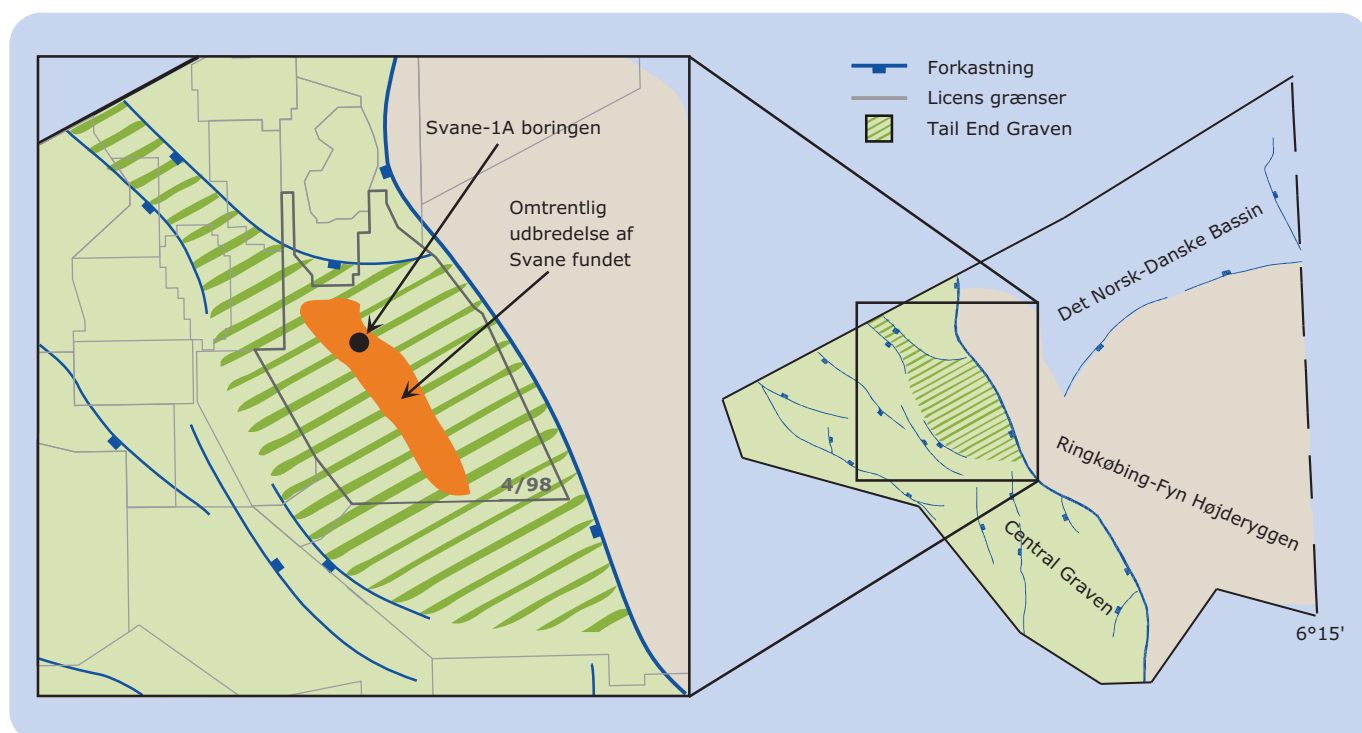 Svane-1A boringen
Omtrentlig
udbredelse af
Svane fundet
4/98
Forkastning
Licens grænser
Tail End Graven
Det Norsk-Danske Bassin
Ringkøbing-Fyn Højderyggen
Central Graven
6°15'